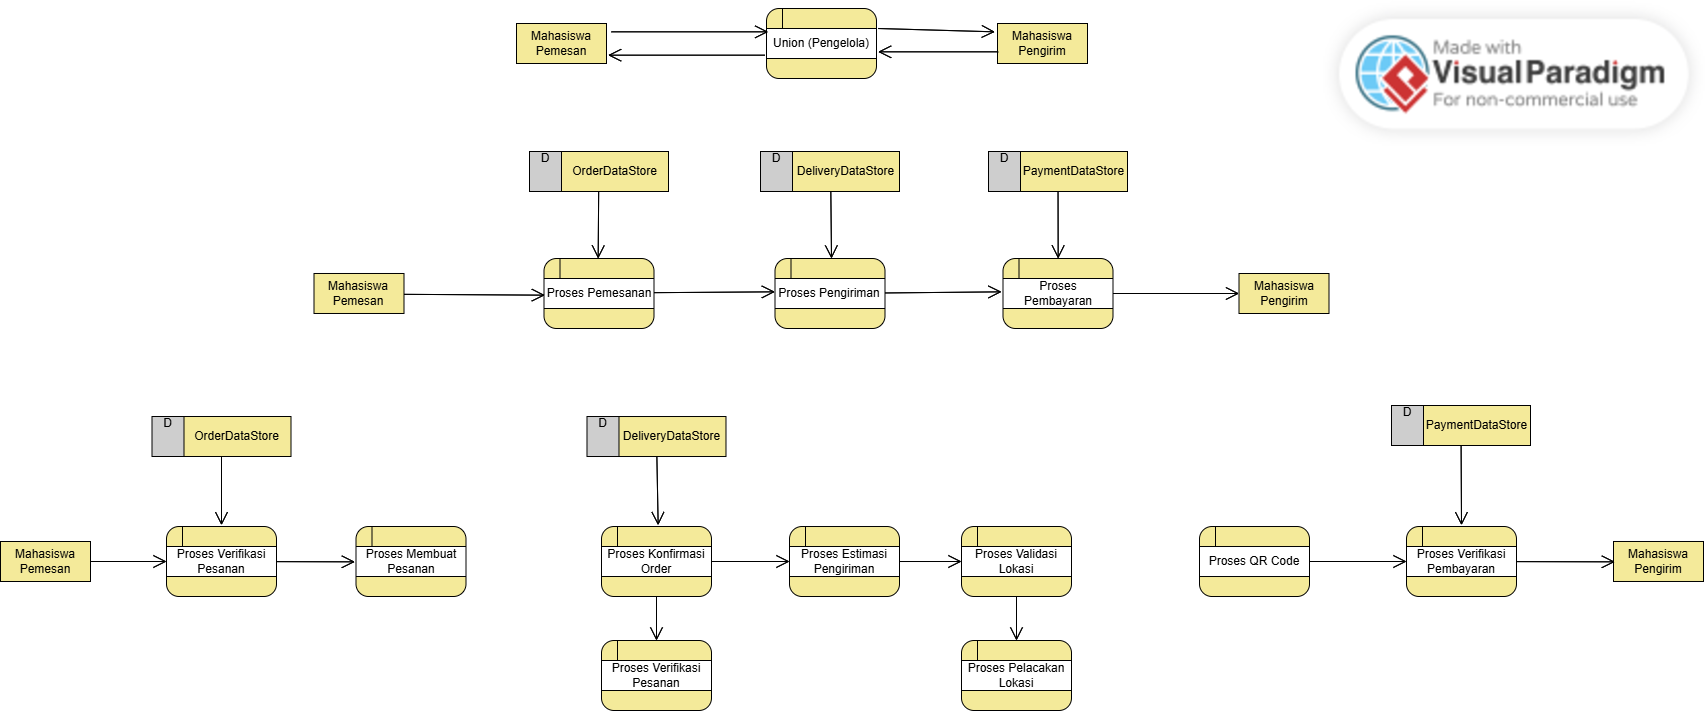 Mahasiswa
Pemesan
Union (Pengelola)
Mahasiswa
Pengirim
Made with
Visual Paradigm
For non-commercial use
D
OrderDataStore
D
DeliveryDataStore
D
PaymentDataStore
Mahasiswa
Pemesan
Proses Pemesanan
Proses Pengiriman
Proses
Pembayaran
Mahasiswa
Pengirim
D
OrderDataStore
D
DeliveryDataStore
D
PaymentDataStore
Mahasiswa
Pemesan
Proses Verifikasi
Pesanan
Proses Membuat
Pesanan
Proses Konfirmasi
Order
Proses Estimasi
Pengiriman
Proses Validasi
Lokasi
Proses QR Code
Proses Verifikasi
Pembayaran
Mahasiswa
Pengirim
Proses Verifikasi
Pesanan
Proses Pelacakan
Lokasi